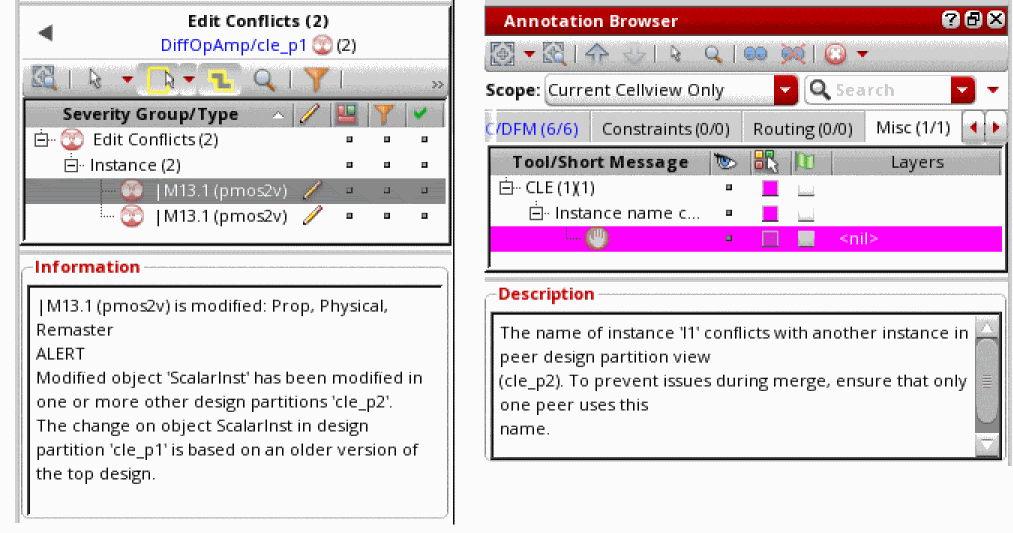 Edit Conflicts (2)
DiffOpAmp/cle_p1 (2)
»
Severity Group/Type
Edit Conflicts (2)
Instance (2)
|M13.1 (pmos2v)
|M13.1 (pmos2v)
Information
|M13.1 (pmos2v) is modified: Prop, Physical,
Remaster
ALERT
Modified object 'ScalarInst' has been modified in
one or more other design partitions 'cle_p2'.
The change on object ScalarInst in design
partition 'cle_p1' is based on an older version of
the top design.
Annotation Browser
Scope: Current Cellview Only Search
C/DFM (6/6) Constraints (0/0) Routing (0/0) Misc (1/1)
Tool/Short Message Layers
CLE (1)(1)
Instance name c...
<nil>
Description
The name of instance 'I1' conflicts with another instance in
peer design partition view
(cle_p2). To prevent issues during merge, ensure that only
one peer uses this
name.